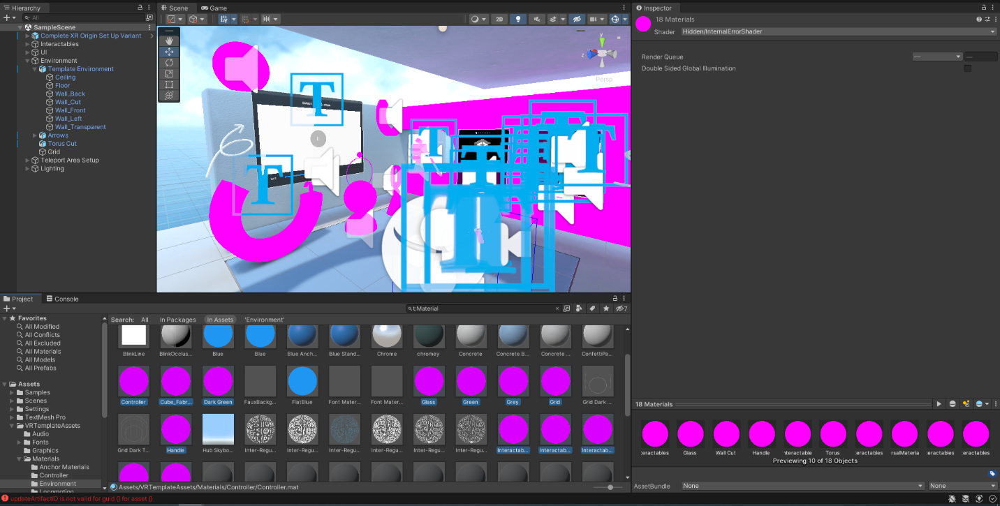 Hierarchy
All
SampleScene
Complete XR Origin Set Up Variant
Interactables
UI
Environment
Template Environment
Ceiling
Floor
Wall_Back
Wall_Cut
Wall_Front
Wall_Left
Wall_Transparent
Arrows
Torus Cut
Grid
Teleport Area Setup
Lighting
Scene
Game
2D
y
z
Persp
T
T
T
T
T
T
Inspector
18 Materials
Shader
Hidden/InternalErrorShader
Render Queue
—
—
Double Sided Global Illumination
Project
Console
t:Material
7
Favorites
All Modified
All Conflicts
All Excluded
All Materials
All Models
All Prefabs
Assets
Samples
Scenes
Settings
TextMesh Pro
VRTemplateAssets
Audio
Fonts
Graphics
Materials
Anchor Materials
Controller
Environment
Locomotion
Search:
All
In Packages
In Assets
'Environment'
BlinkLine
BlinkOcclus...
Blue
Blue
Blue Anch...
Blue Stand...
Chrome
chromey
Concrete
Concrete B...
Concrete ...
ConfettiPa...
Controller
Cube_Fabr...
Dark Green
FauxBackg...
FlatBlue
Font Mater...
Font Mater...
Glass
Green
Grey
Grid
Grid Dark ...
Grid Dark T...
Handle
Hub Skybo...
Inter-Regu...
Inter-Regu...
Inter-Regu...
Inter-Regu...
Inter-Regu...
Inter-Regu...
Interactab...
Interactab...
Interactab...
Assets/VRTemplateAssets/Materials/Controller/Controller.mat
18 Materials
:eractables
Glass
Wall Cut
Handle
nteractable
Torus
:eractables
rsalMateria
:eractables
:eractables
Previewing 10 of 18 Objects
AssetBundle
None
None
updateArtifactID is not valid for guid {} for asset {}